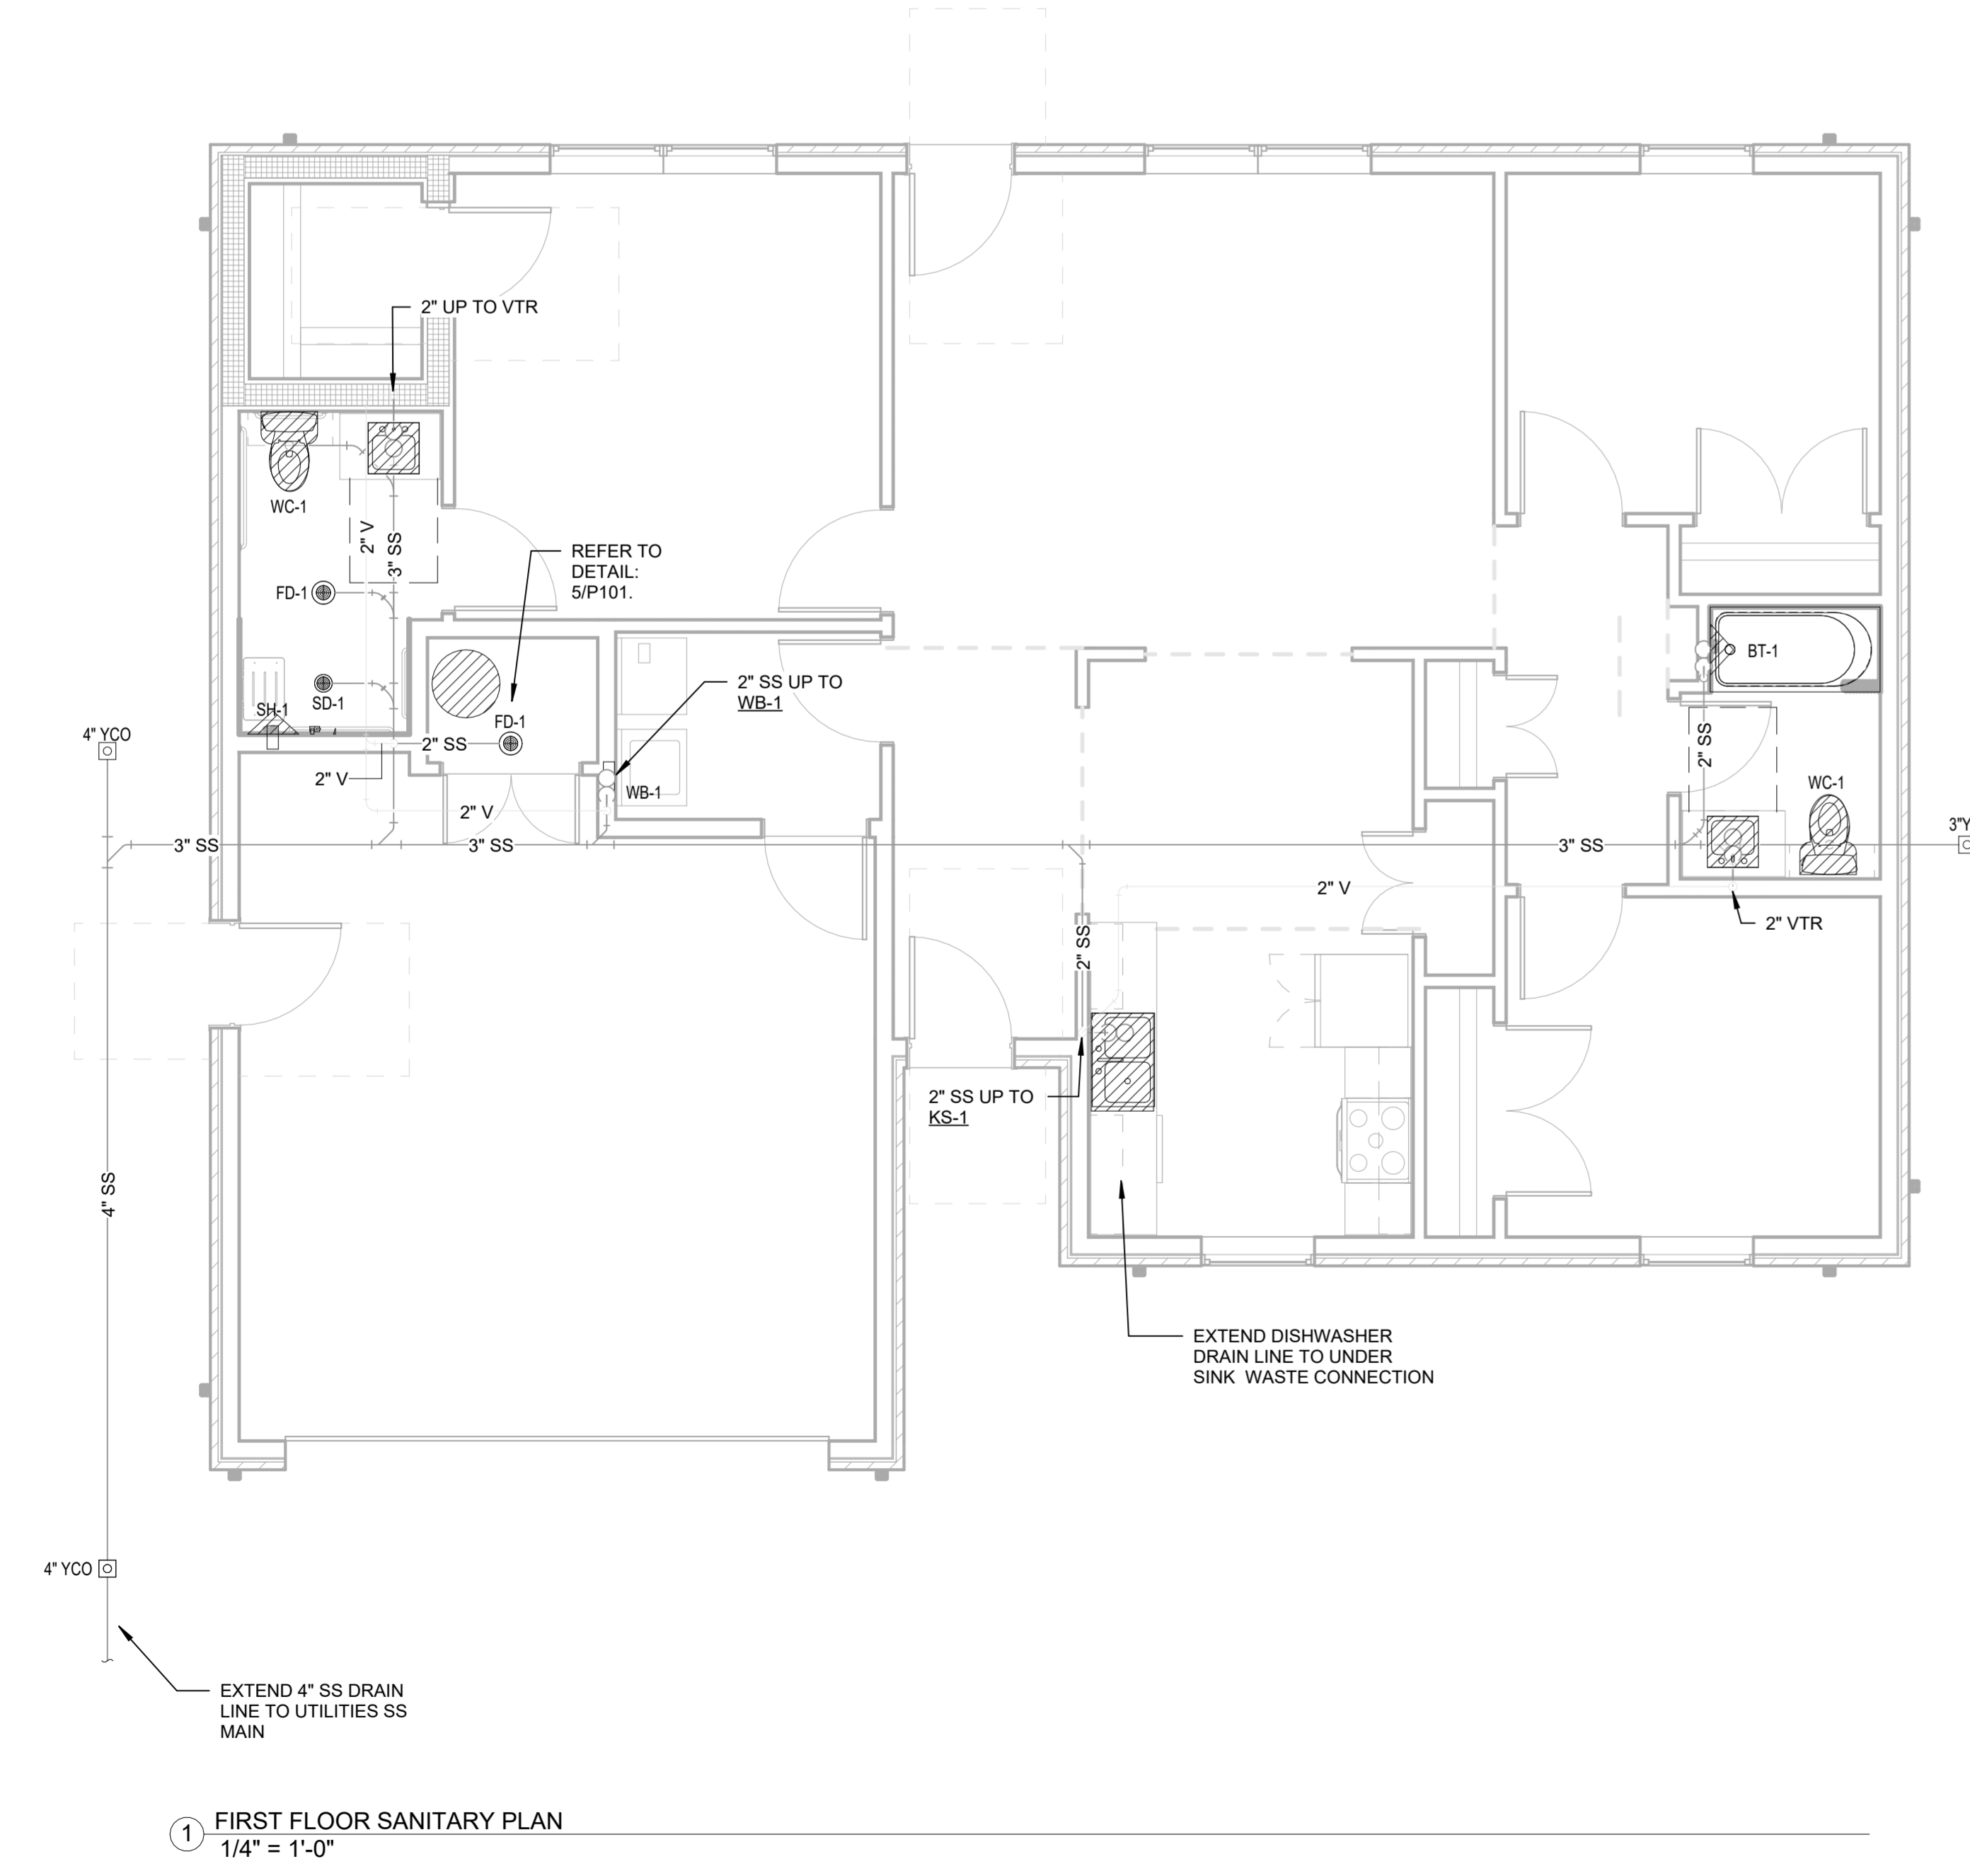 2" UP TO VTR
WC-1
2" V
3" SS
REFER TO
DETAIL:
5/P101.
FD-1
BT-1
2" SS UP TO
WB-1
SH-1
SD-1
FD-1
4" YCO
2" SS
2" SS
2" V
WB-1
WC-1
2" V
3" SS
3" SS
3" SS
3"Y
2" V
2" VTR
2" SS
2" SS UP TO
KS-1
4" SS
EXTEND DISHWASHER
DRAIN LINE TO UNDER
SINK WASTE CONNECTION
4" YCO
EXTEND 4" SS DRAIN
LINE TO UTILITIES SS
MAIN
1
FIRST FLOOR SANITARY PLAN
1/4" = 1'-0"